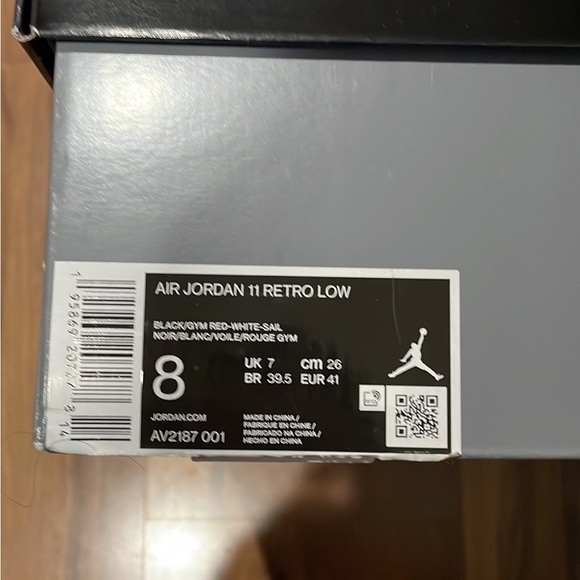 AIR JORDAN 11 RETRO LOW
BLACK/GYM RED-WHITE-SAIL
NOIR/BLANC/VOILE/ROUGE GYM
8
UK 7 cm 26
BR 39.5 EUR 41
JORDAN.COM
AV2187 001
MADE IN CHINA/
FABRIQUE EN CHINE/
FABRICADO NA CHINA/
HECHO EN CHINA